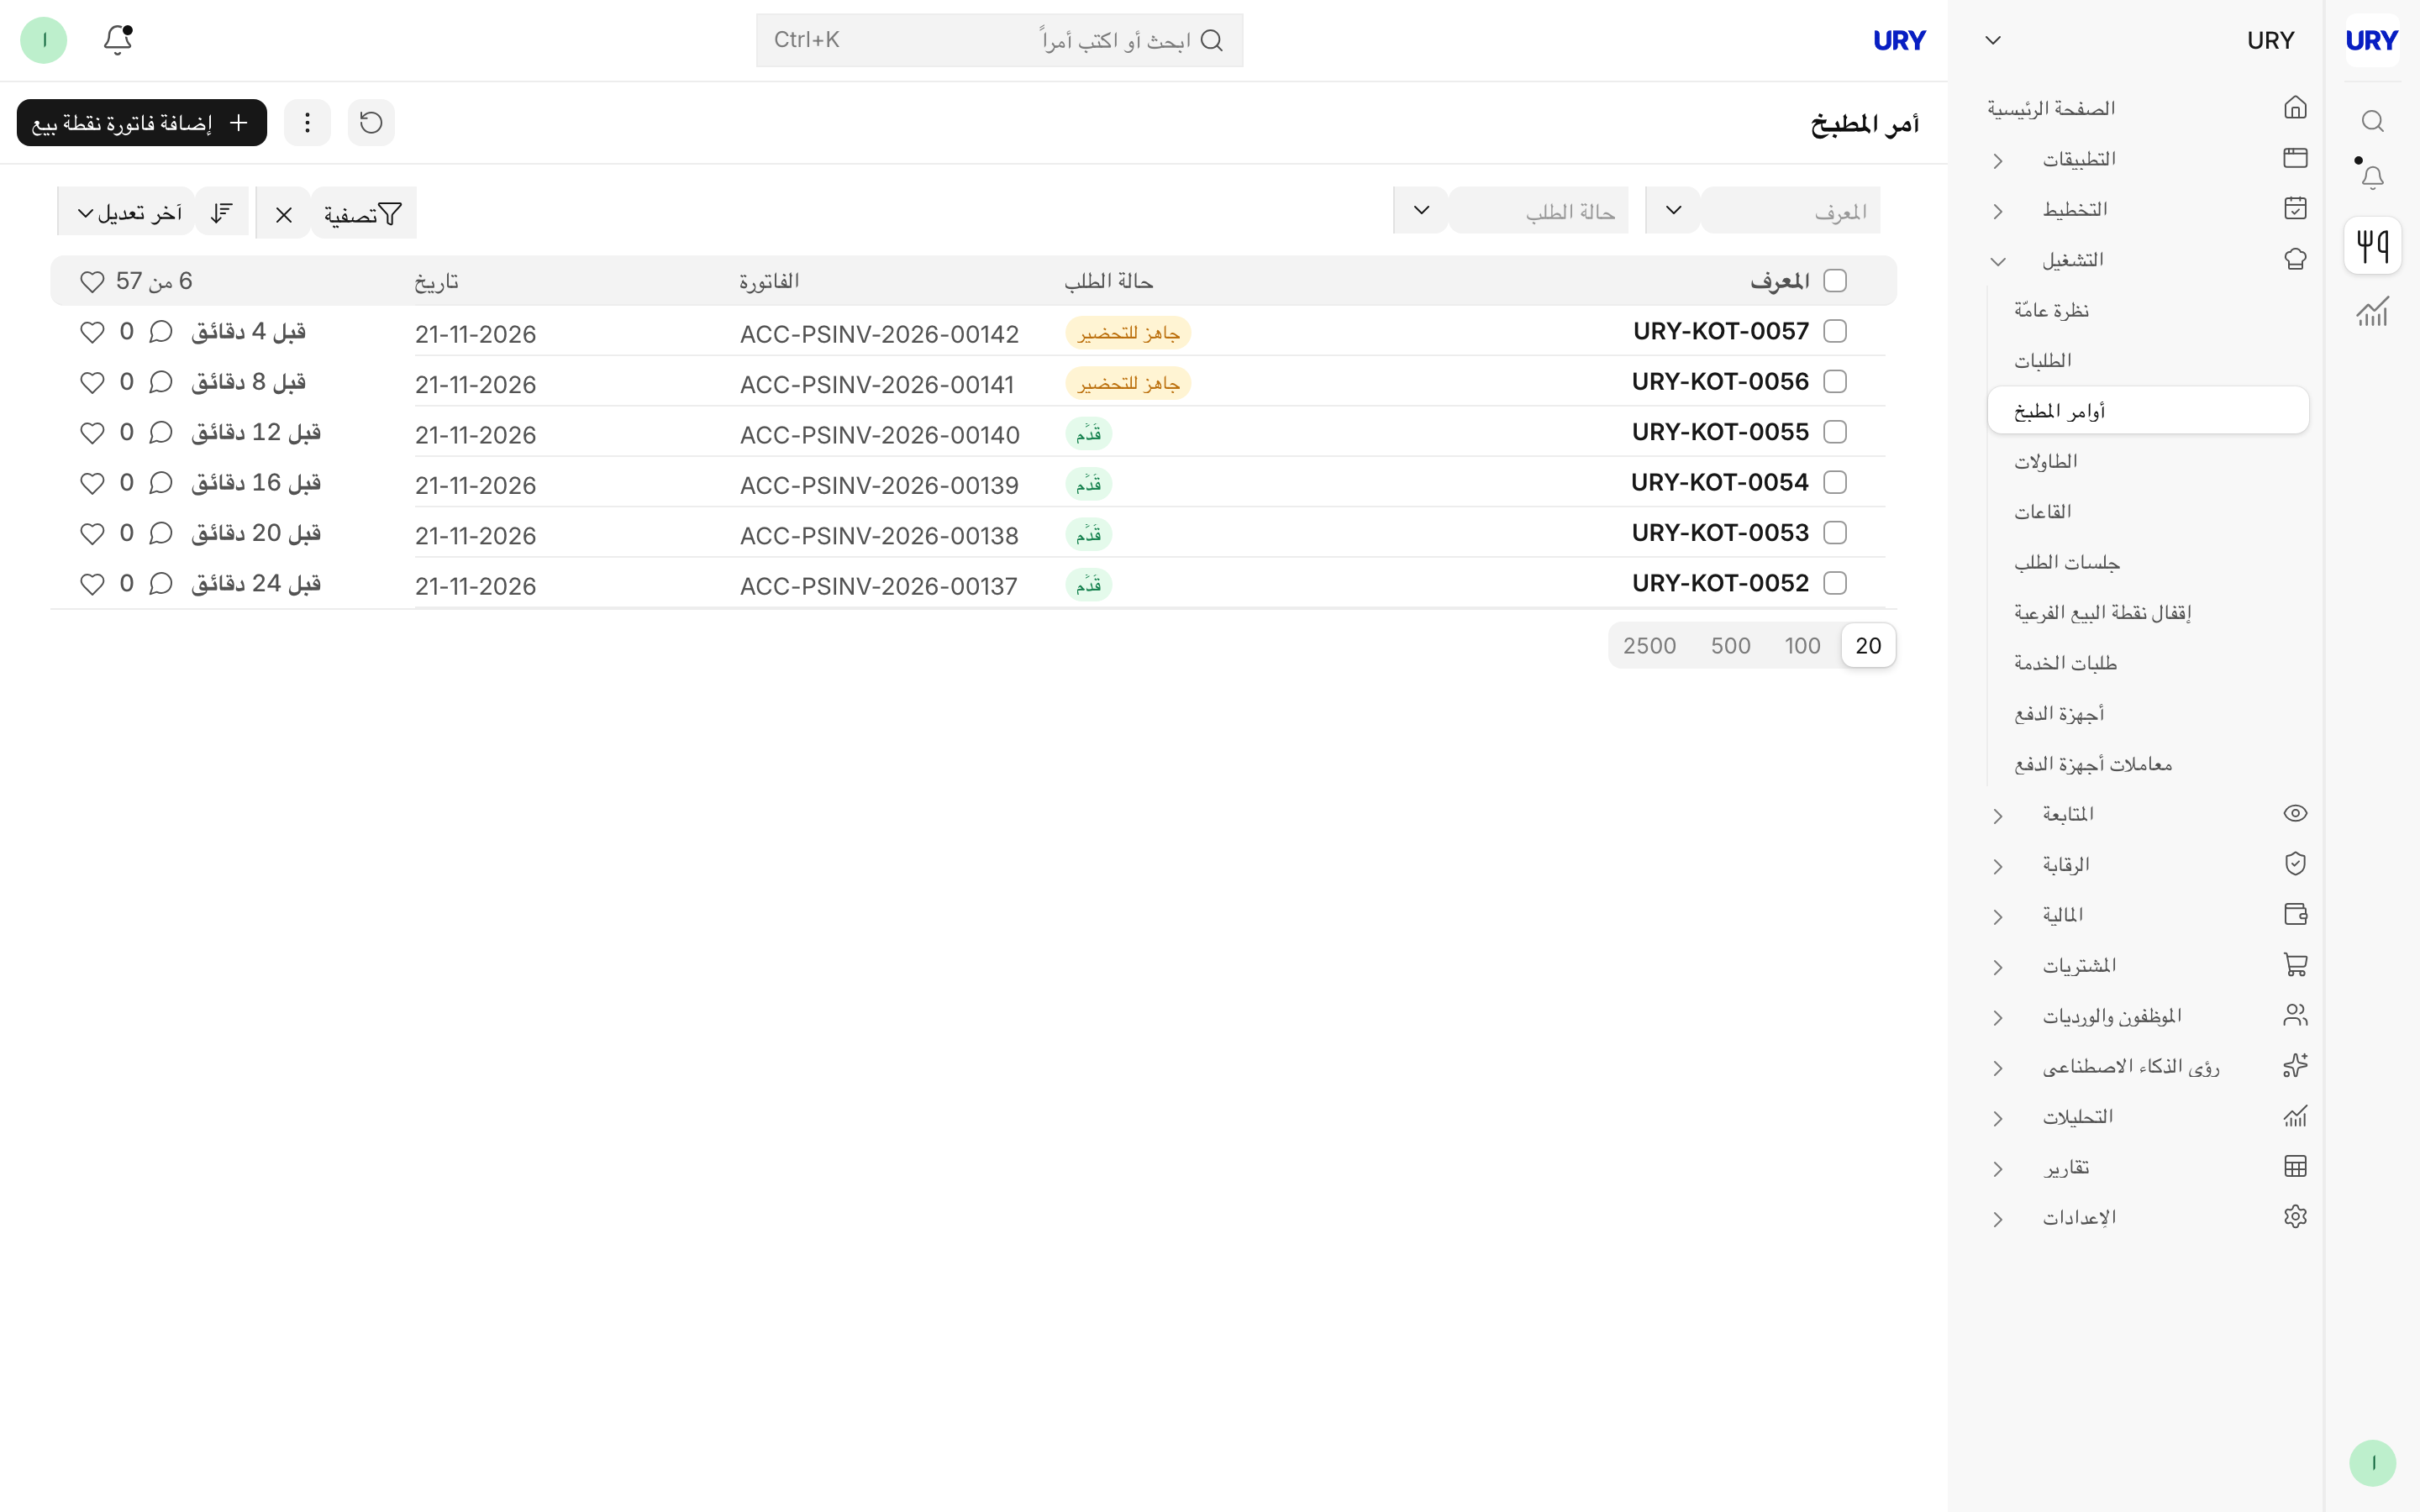 URY
URY
الصفحة الرئيسية
التطبيقات
التخطيط
التشغيل
نظرة عامّة
الطلبات
أوامر المطبخ
الطاولات
القاعات
جلسات الطلب
إقفال نقطة البيع الفرعية
طلبات الخدمة
أجهزة الدفع
معاملات أجهزة الدفع
المتابعة
الرقابة
المالية
المشتريات
الموظفون والورديات
رؤى الذكاء الاصطناعي
التحليلات
تقارير
الإعدادات
ا
URY
ابحث أو اكتب أمراً Ctrl+K
ا
أمر المطبخ
إضافة فاتورة نقطة بيع
المعرف حالة الطلب تصفية آخر تعديل
المعرف حالة الطلب الفاتورة تاريخ 6 من 57
URY-KOT-0057 جاهز للتحضير ACC-PSINV-2026-00142 21-11-2026 قبل 4 دقائق 0
URY-KOT-0056 جاهز للتحضير ACC-PSINV-2026-00141 21-11-2026 قبل 8 دقائق 0
URY-KOT-0055 قُدّم ACC-PSINV-2026-00140 21-11-2026 قبل 12 دقائق 0
URY-KOT-0054 قُدّم ACC-PSINV-2026-00139 21-11-2026 قبل 16 دقائق 0
URY-KOT-0053 قُدّم ACC-PSINV-2026-00138 21-11-2026 قبل 20 دقائق 0
URY-KOT-0052 قُدّم ACC-PSINV-2026-00137 21-11-2026 قبل 24 دقائق 0
20 100 500 2500